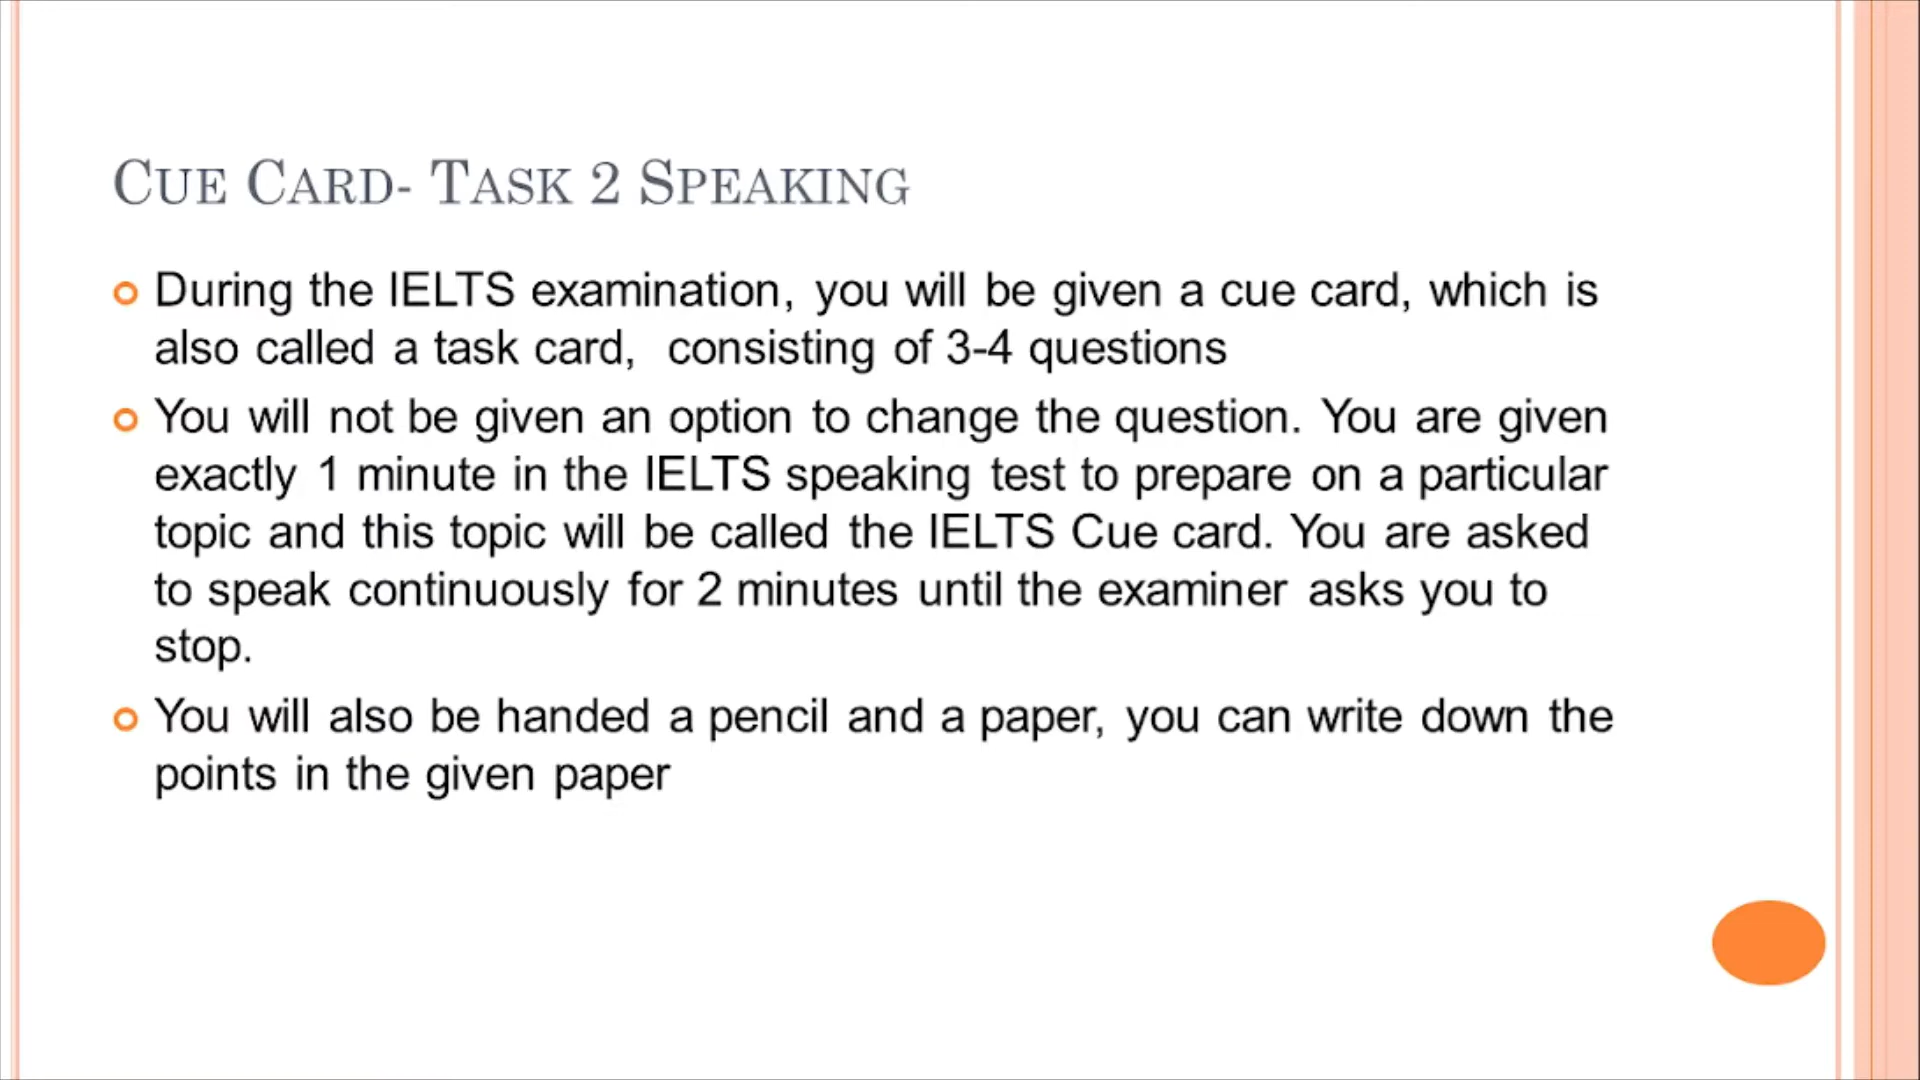 Cue Card- Task 2 Speaking
During the IELTS examination, you will be given a cue card, which is
also called a task card, consisting of 3-4 questions
You will not be given an option to change the question. You are given
exactly 1 minute in the IELTS speaking test to prepare on a particular
topic and this topic will be called the IELTS Cue card. You are asked
to speak continuously for 2 minutes until the examiner asks you to
stop.
You will also be handed a pencil and a paper, you can write down the
points in the given paper